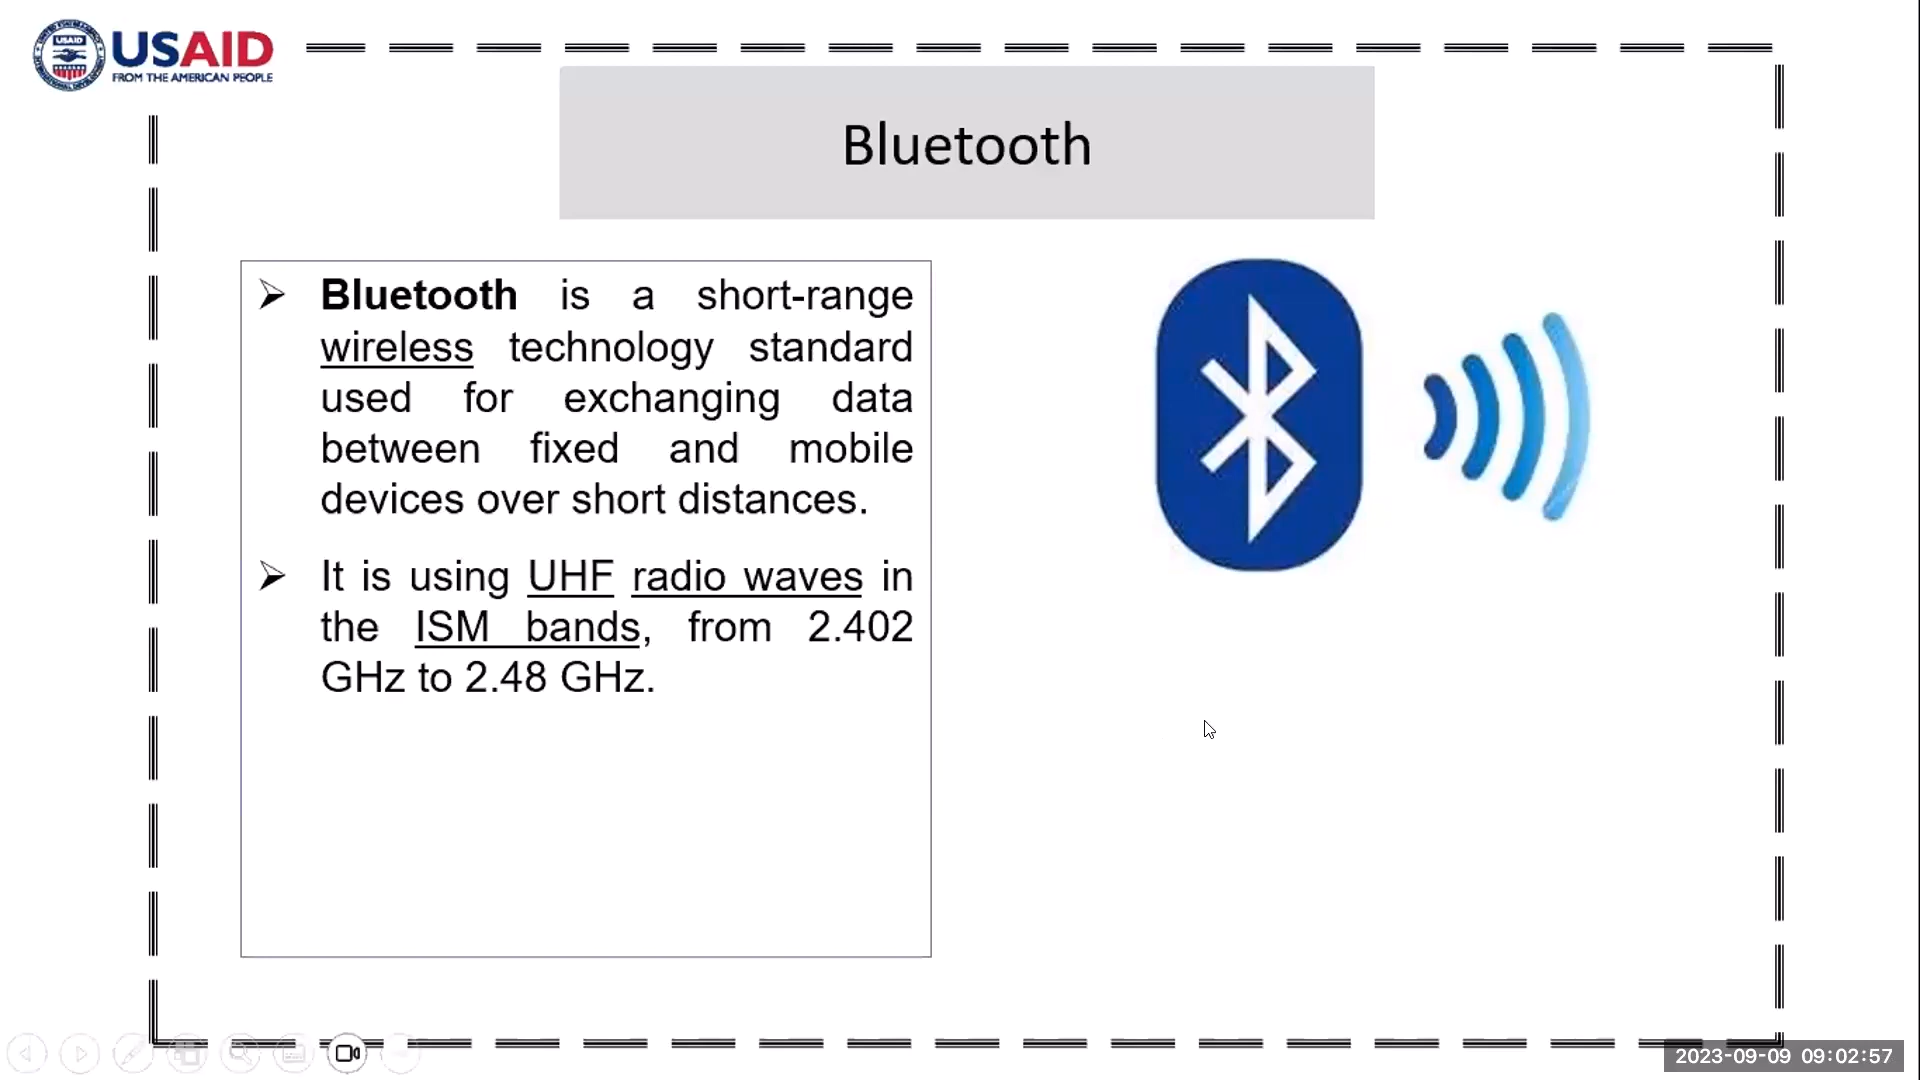 USAID
USAID
FROM THE AMERICAN PEOPLE
Bluetooth
Bluetooth is a short-range
wireless technology standard
used for exchanging data
between fixed and mobile
devices over short distances.
It is using UHF radio waves in
the ISM bands, from 2.402
GHz to 2.48 GHz.
2023-09-09 09:02:57